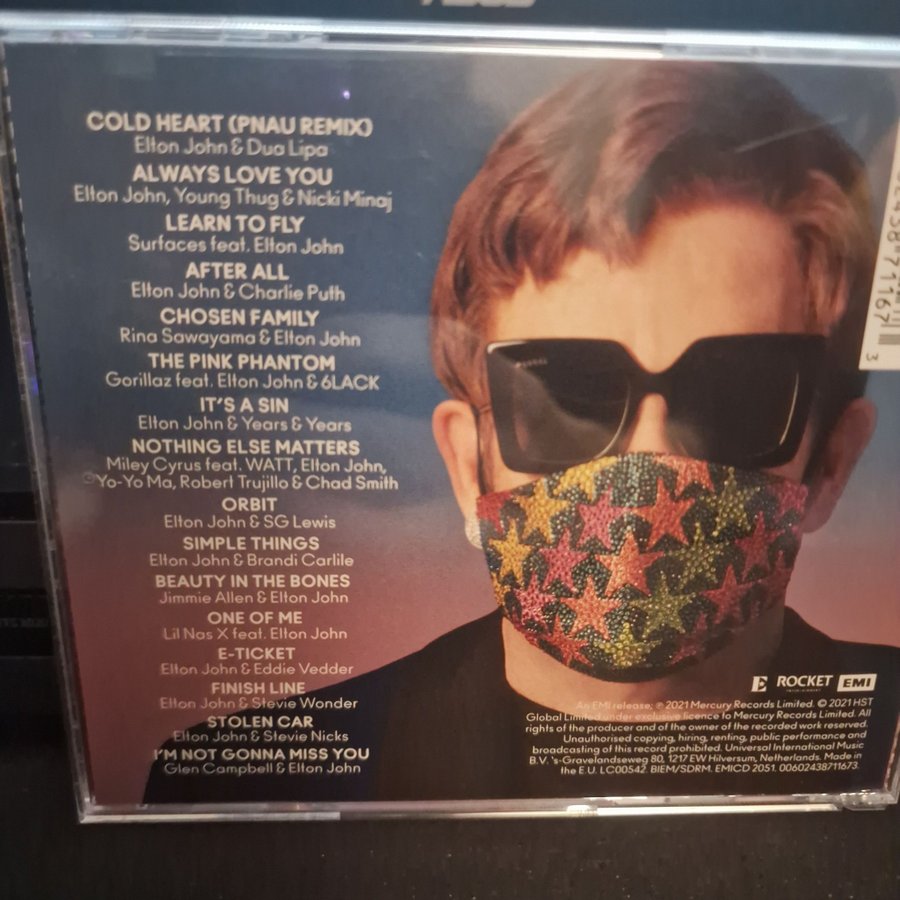 COLD HEART (PNAU REMIX)
Elton John & Dua Lipa
ALWAYS LOVE YOU
Elton John, Young Thug & Nicki Minaj
LEARN TO FLY
Surfaces feat. Elton John
AFTER ALL
Elton John & Charlie Puth
CHOSEN FAMILY
Rina Sawayama & Elton John
THE PINK PHANTOM
Gorillaz feat. Elton John & 6LACK
IT'S A SIN
Elton John & Years & Years
NOTHING ELSE MATTERS
Miley Cyrus feat. WATT, Elton John,
Yo-Yo Ma, Robert Trujillo & Chad Smith
ORBIT
Elton John & SG Lewis
SIMPLE THINGS
Elton John & Brandi Carlile
BEAUTY IN THE BONES
Jimmie Allen & Elton John
ONE OF ME
Lil Nas X feat. Elton John
E-TICKET
Elton John & Eddie Vedder
FINISH LINE
Elton John & Stevie Wonder
STOLEN CAR
Elton John & Stevie Nicks
I'M NOT GONNA MISS YOU
Glen Campbell & Elton John
ROCKET EMI
An EMI release; ℗ 2021 Mercury Records Limited. © 2021 HST
Global Limited under exclusive licence to Mercury Records Limited. All
rights of the producer and of the owner of the recorded work reserved.
Unauthorised copying, hiring, renting, public performance and
broadcasting of this record prohibited. Universal International Music
B.V. 's-Gravelandseweg 80, 1217 EW Hilversum, Netherlands. Made in
the E.U. LC00542. BIEM/SDRM. EMICD 2051. 00602438711673.